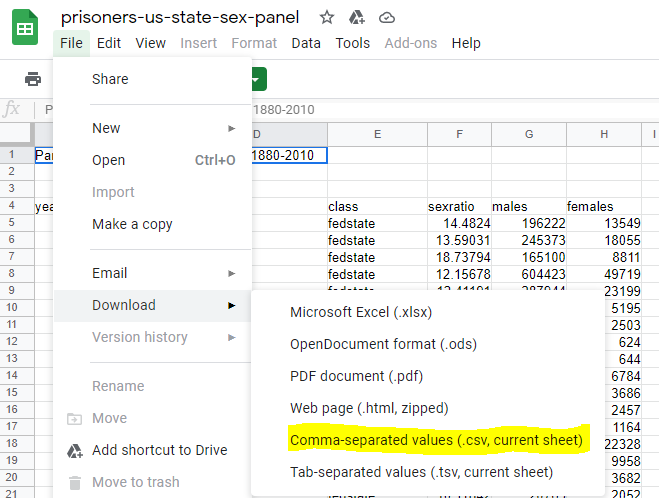 prisoners-us-state-sex-panel
File Edit View Insert Format Data Tools Add-ons Help
Share
fx 1880-2010
D E F G H I
1 1880-2010
2
3
4 class sexratio males females
5 fedstate 14.4824 196222 13549
6 fedstate 13.59031 245373 18055
7 fedstate 18.73794 165100 8811
8 fedstate 12.15678 604423 49719
9 23199
10 5195
11 2503
12 624
13 644
14 6784
15 3686
16 2457
17 1164
18 22328
19 9958
20 3682
21 2052
New
Open Ctrl+O
Import
Make a copy
Email
Download
Version history
Rename
Move
Add shortcut to Drive
Move to trash
Microsoft Excel (.xlsx)
OpenDocument format (.ods)
PDF document (.pdf)
Web page (.html, zipped)
Comma-separated values (.csv, current sheet)
Tab-separated values (.tsv, current sheet)